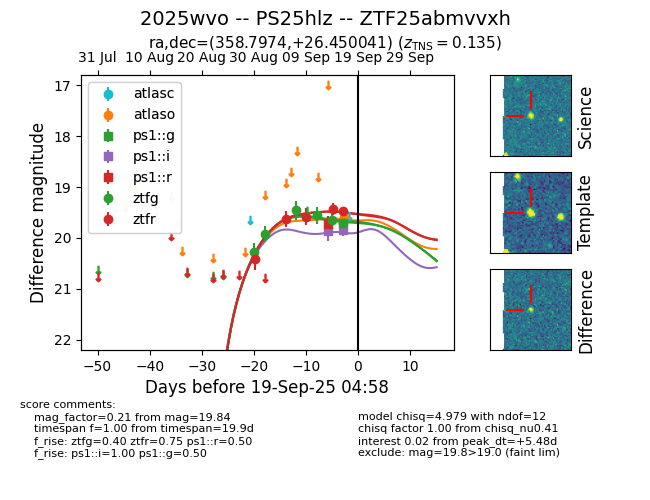 2025wvo -- PS25hlz -- ZTF25abmvvxh
ra,dec=(358.7974,+26.450041) (z_TNS = 0.135)
31 Jul 10 Aug 20 Aug 30 Aug 09 Sep 19 Sep 29 Sep
17
18
19
20
21
22
Difference magnitude
atlasc
atlaso
ps1::g
ps1::i
ps1::r
ztfg
ztfr
−50 −40 −30 −20 −10 0 10
Days before 19-Sep-25 04:58
Science
Template
Difference
score comments:
mag_factor=0.21 from mag=19.84
timespan f=1.00 from timespan=19.9d
f_rise: ztfg=0.40 ztfr=0.75 ps1::r=0.50
f_rise: ps1::i=1.00 ps1::g=0.50
model chisq=4.979 with ndof=12
chisq factor 1.00 from chisq_nu0.41
interest 0.02 from peak_dt=+5.48d
exclude: mag=19.8>19.0 (faint lim)